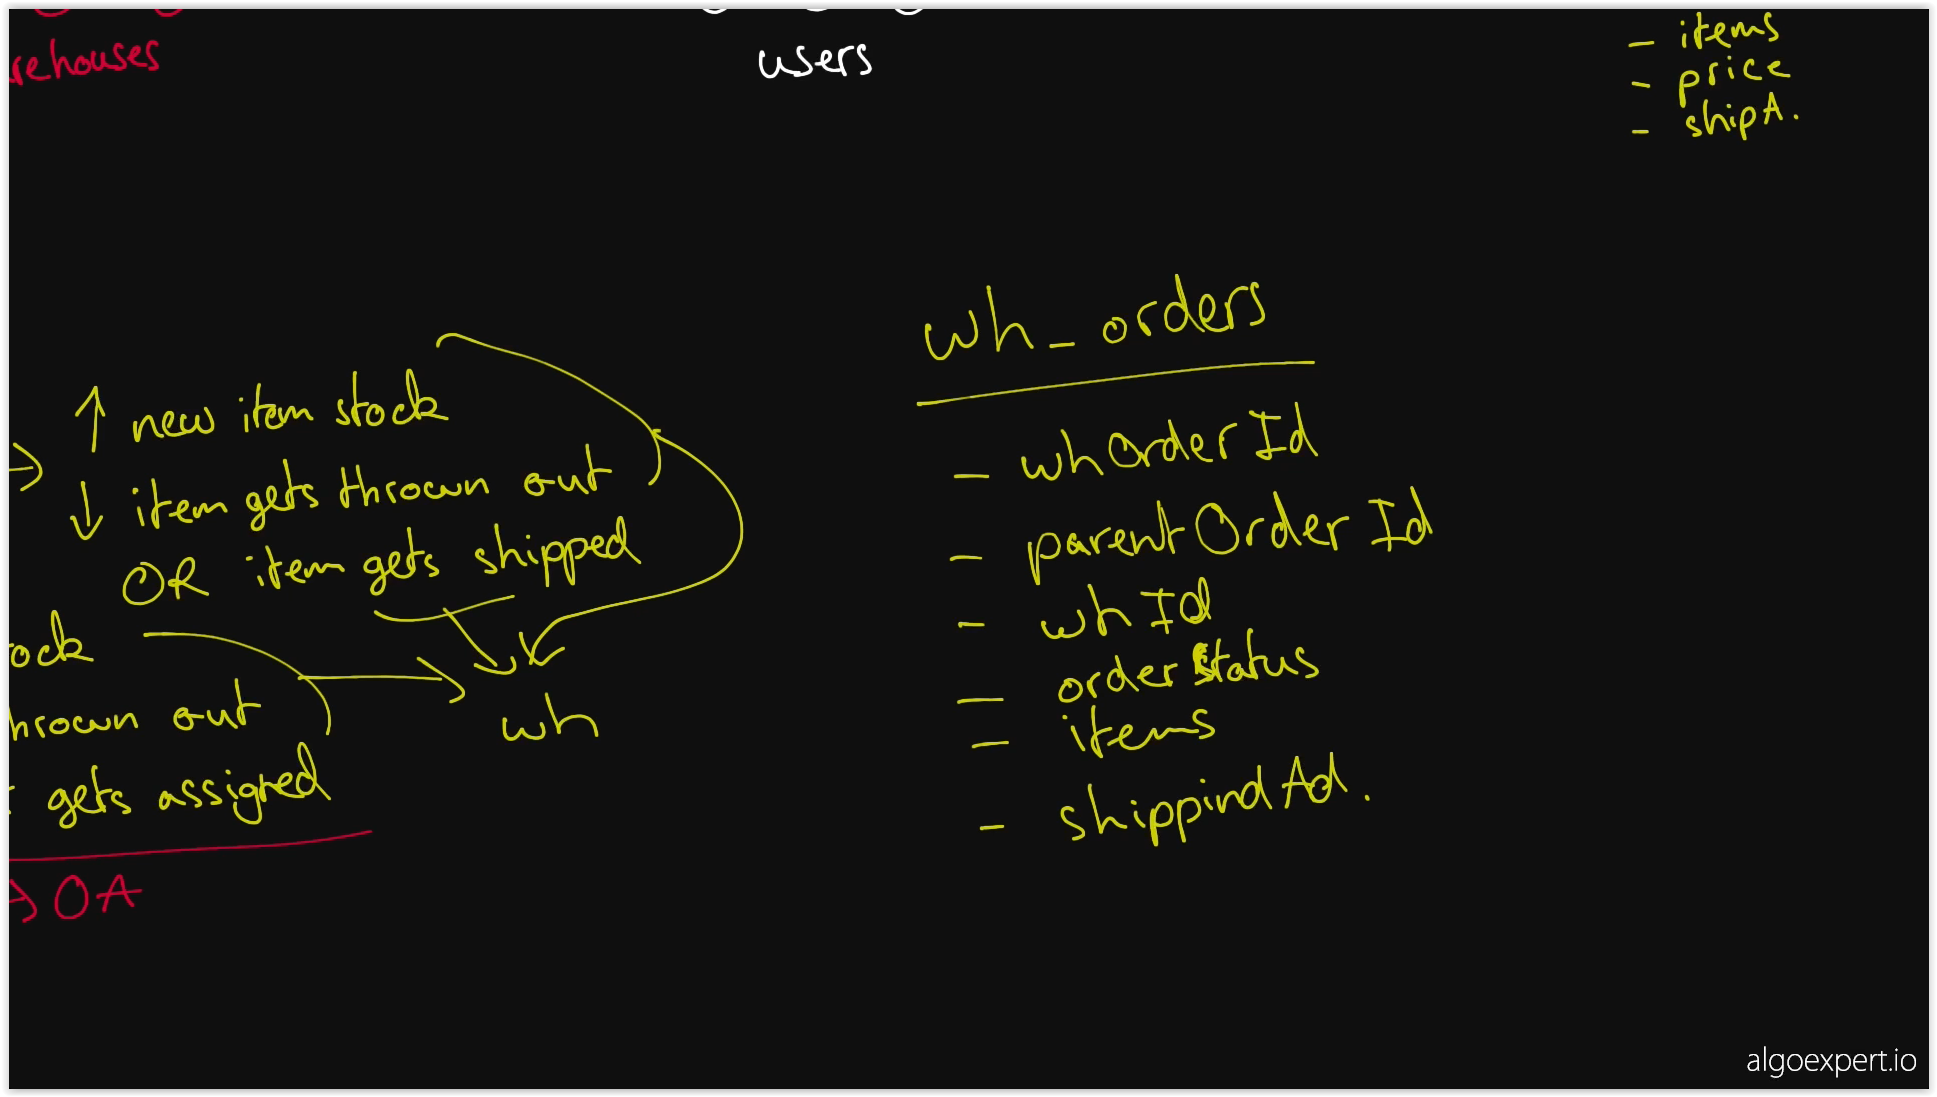 rehouses
users
- items
- price
- shipA.
wh_orders
- whOrderId
- parentOrderId
- whId
- orderStatus
- items
- shippindAd.
↑ new item stock
↓ item gets thrown out
OR item gets shipped
ock
hrown out
gets assigned
wh
→ OA
algoexpert.io